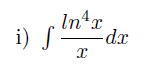 i) ∫ ln⁴x/x dx